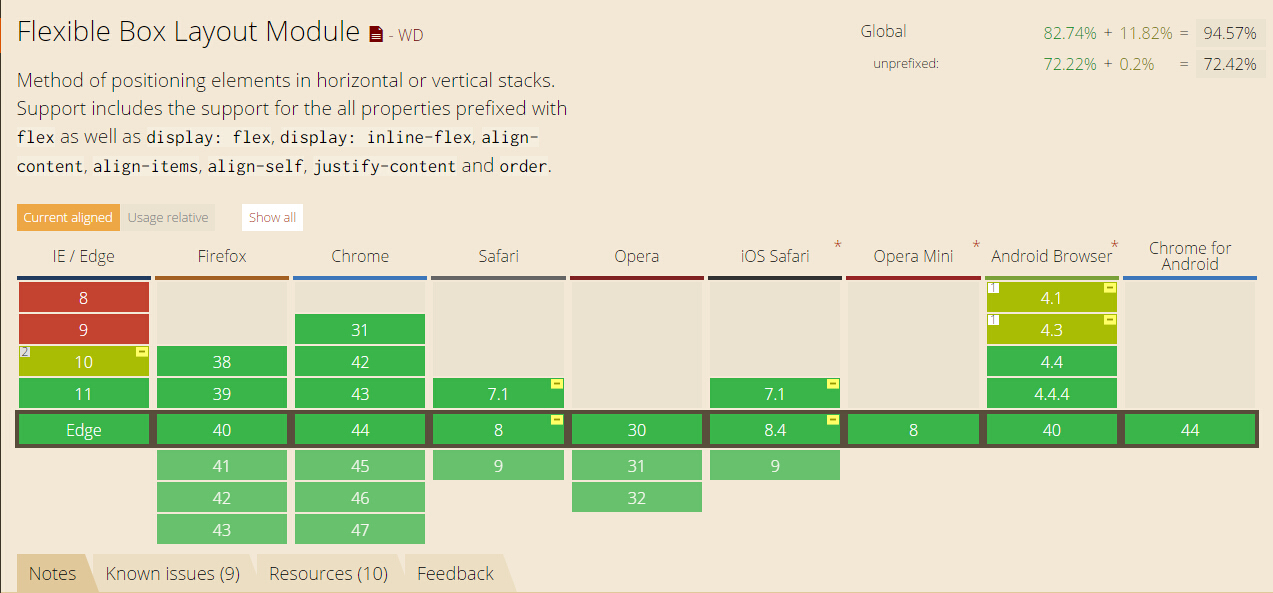 Flexible Box Layout Module - WD
Global 82.74% + 11.82% = 94.57%
unprefixed: 72.22% + 0.2% = 72.42%
Method of positioning elements in horizontal or vertical stacks.
Support includes the support for the all properties prefixed with
flex as well as display: flex, display: inline-flex, align-
content, align-items, align-self, justify-content and order.
Current aligned Usage relative Show all
IE / Edge Firefox Chrome Safari Opera iOS Safari * Opera Mini * Android Browser * Chrome for
Android
8 1 4.1 -
9 31 1 4.3 -
2 10 - 38 42 4.4
11 39 43 7.1 - 7.1 - 4.4.4
Edge 40 44 8 - 30 8.4 - 8 40 44
41 45 9 31 9
42 46 32
43 47
Notes Known issues (9) Resources (10) Feedback